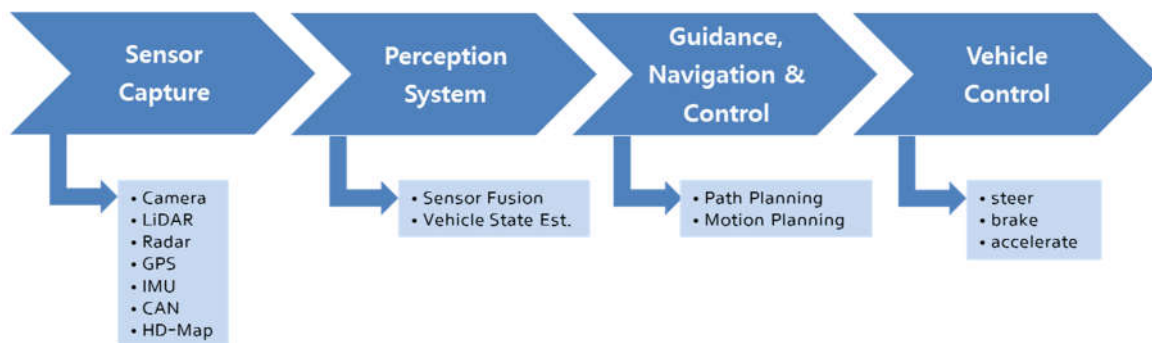 Sensor
Capture
Perception
System
Guidance,
Navigation &
Control
Vehicle
Control
• Camera
• LiDAR
• Radar
• GPS
• IMU
• CAN
• HD-Map
• Sensor Fusion
• Vehicle State Est.
• Path Planning
• Motion Planning
• steer
• brake
• accelerate